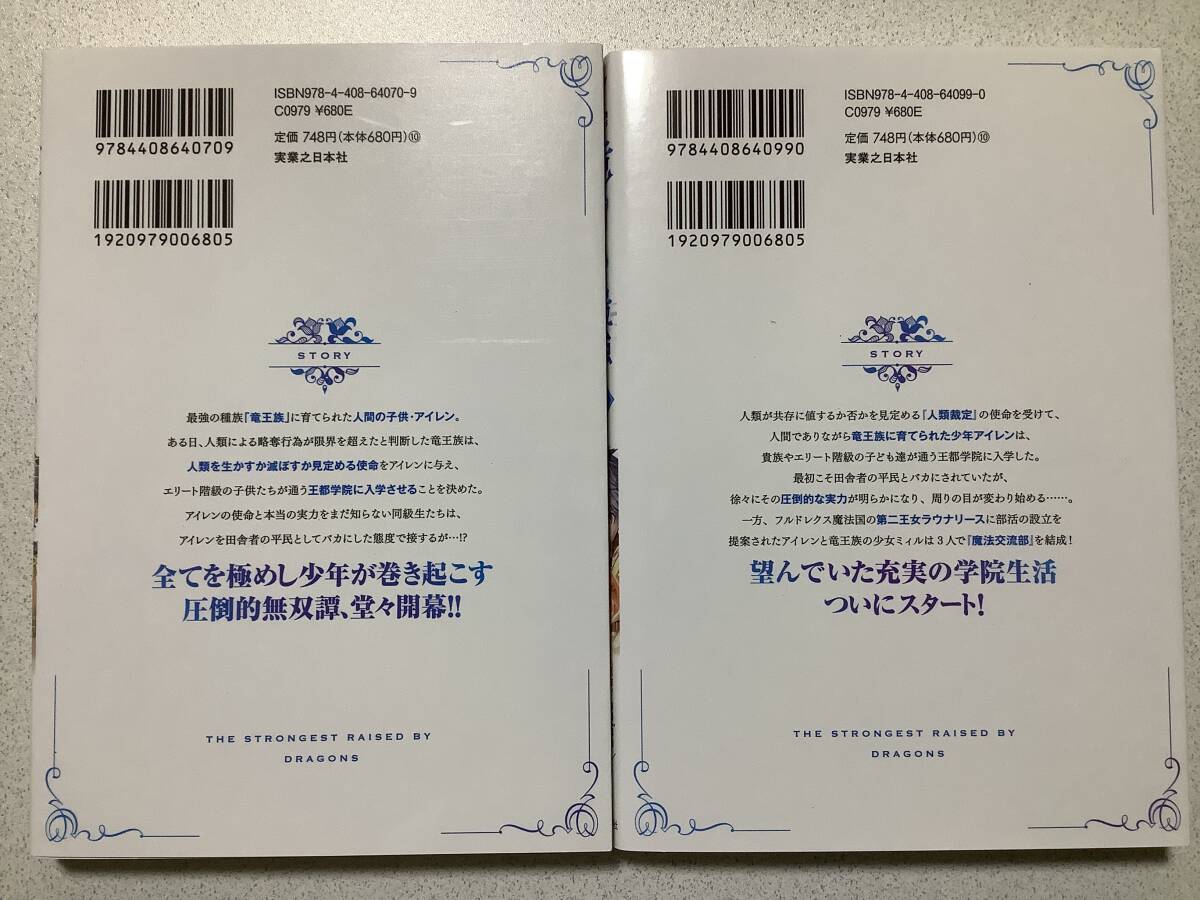 ISBN978-4-408-64070-9
C0979 ¥680E
定価 748円(本体680円)⑩
実業之日本社
9784408640709
1920979006805
STORY
最強の種族『竜王族』に育てられた人間の子供・アイレン。
ある日、人類による略奪行為が限界を超えたと判断した竜王族は、
人類を生かすか滅ぼすか見定める使命をアイレンに与え、
エリート階級の子供たちが通う王都学院に入学させることを決めた。
アイレンの使命と本当の実力をまだ知らない同級生たちは、
アイレンを田舎者の平民としてバカにした態度で接するが…!?
全てを極めし少年が巻き起こす
圧倒的無双譚、堂々開幕!!
THE STRONGEST RAISED BY
DRAGONS
ISBN978-4-408-64099-0
C0979 ¥680E
定価 748円(本体680円)⑩
実業之日本社
9784408640990
1920979006805
STORY
人類が共存に値するか否かを見定める『人類裁定』の使命を受けて、
人間でありながら竜王族に育てられた少年アイレンは、
貴族やエリート階級の子ども達が通う王都学院に入学した。
最初こそ田舎者の平民とバカにされていたが、
徐々にその圧倒的な実力が明らかになり、周りの目が変わり始める……。
一方、フルドレクス魔法国の第二王女ラウナリースに部活の設立を
提案されたアイレンと竜王族の少女ミィルは3人で『魔法交流部』を結成!
望んでいた充実の学院生活
ついにスタート!
THE STRONGEST RAISED BY
DRAGONS